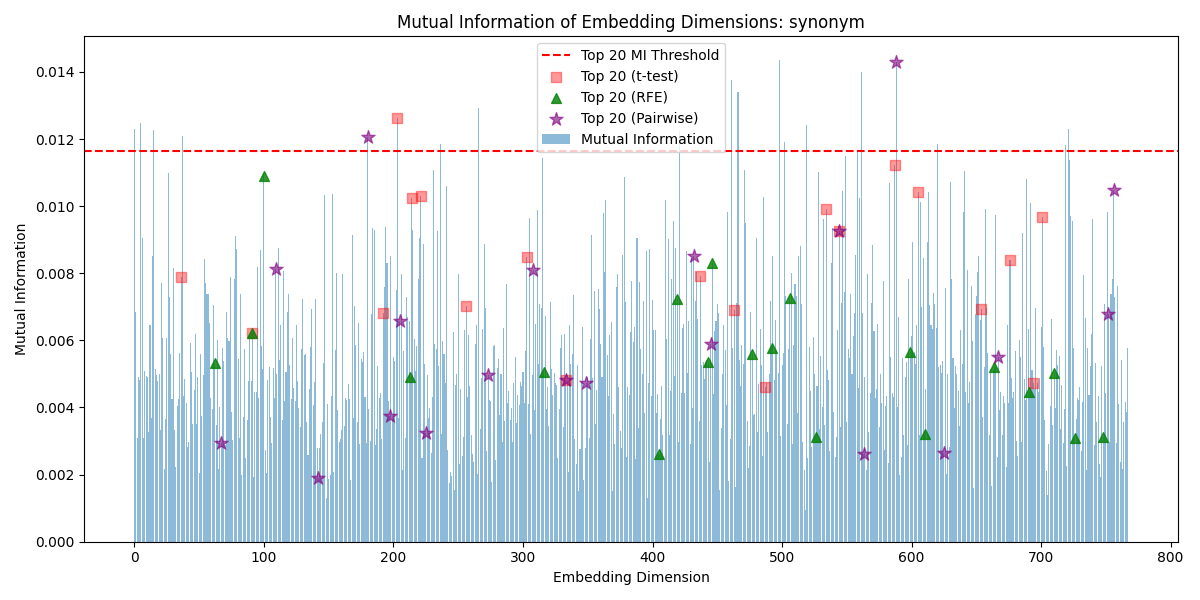 Mutual Information of Embedding Dimensions: synonym
Top 20 MI Threshold
Top 20 (t-test)
Top 20 (RFE)
Top 20 (Pairwise)
Mutual Information
0.014
0.012
0.010
0.008
0.006
0.004
0.002
0.000
Mutual Information
0 100 200 300 400 500 600 700 800
Embedding Dimension